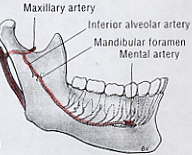 Maxillary artery
Inferior alveolar artery
Mandibular foramen
Mental artery